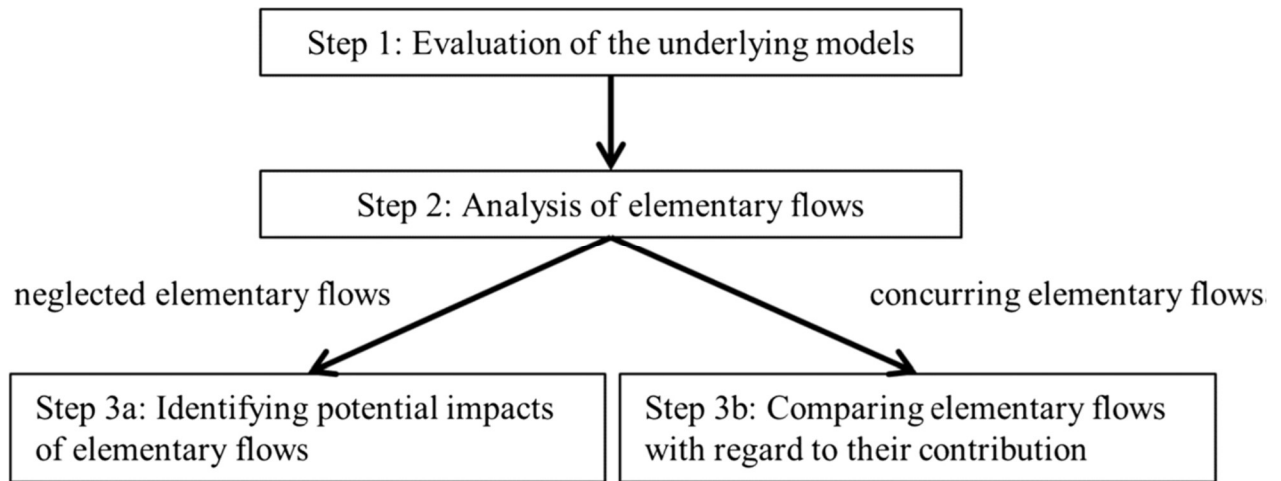 Step 1: Evaluation of the underlying models
Step 2: Analysis of elementary flows
neglected elementary flows
concurring elementary flows
Step 3a: Identifying potential impacts
of elementary flows
Step 3b: Comparing elementary flows
with regard to their contribution